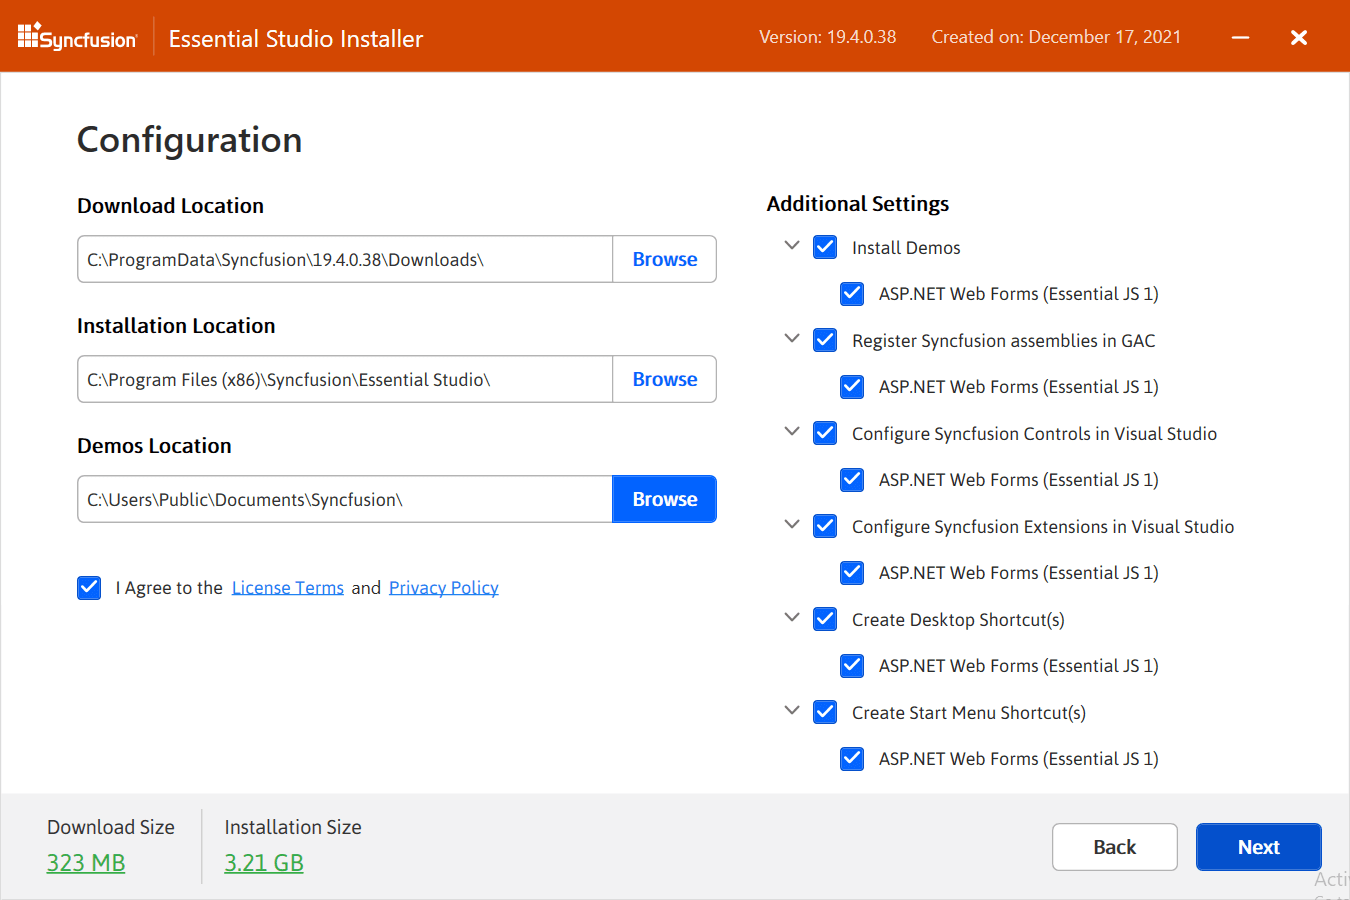 Syncfusion Essential Studio Installer Version: 19.4.0.38 Created on: December 17, 2021
Configuration
Download Location
C:\ProgramData\Syncfusion\19.4.0.38\Downloads\ Browse
Installation Location
C:\Program Files (x86)\Syncfusion\Essential Studio\ Browse
Demos Location
C:\Users\Public\Documents\Syncfusion\ Browse
I Agree to the License Terms and Privacy Policy
Additional Settings
Install Demos
ASP.NET Web Forms (Essential JS 1)
Register Syncfusion assemblies in GAC
ASP.NET Web Forms (Essential JS 1)
Configure Syncfusion Controls in Visual Studio
ASP.NET Web Forms (Essential JS 1)
Configure Syncfusion Extensions in Visual Studio
ASP.NET Web Forms (Essential JS 1)
Create Desktop Shortcut(s)
ASP.NET Web Forms (Essential JS 1)
Create Start Menu Shortcut(s)
ASP.NET Web Forms (Essential JS 1)
Download Size Installation Size
323 MB 3.21 GB
Back Next
Acti